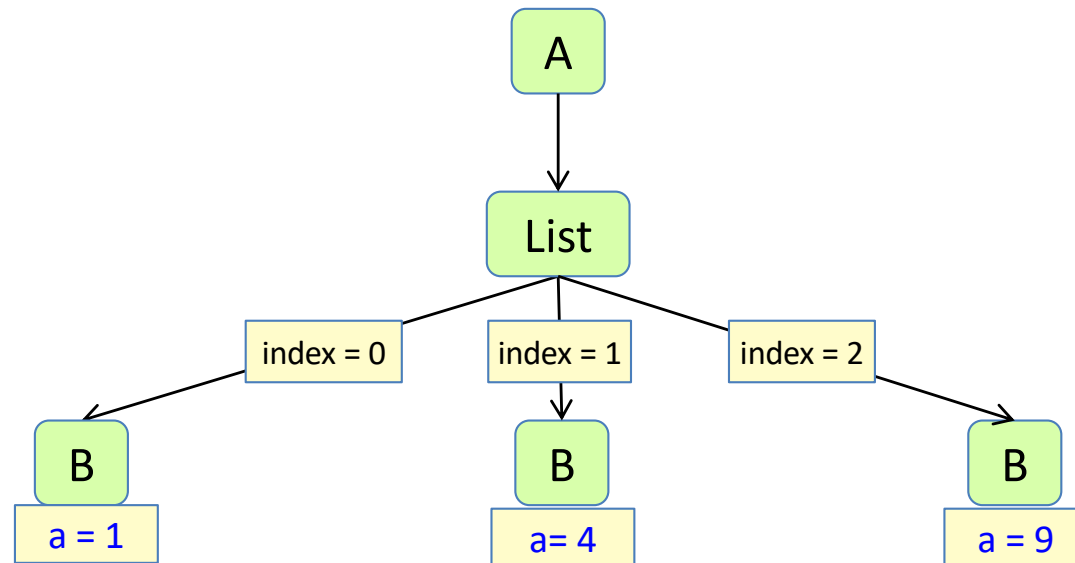 A
List
index = 0
index = 1
index = 2
B
B
B
a = 1
a= 4
a = 9